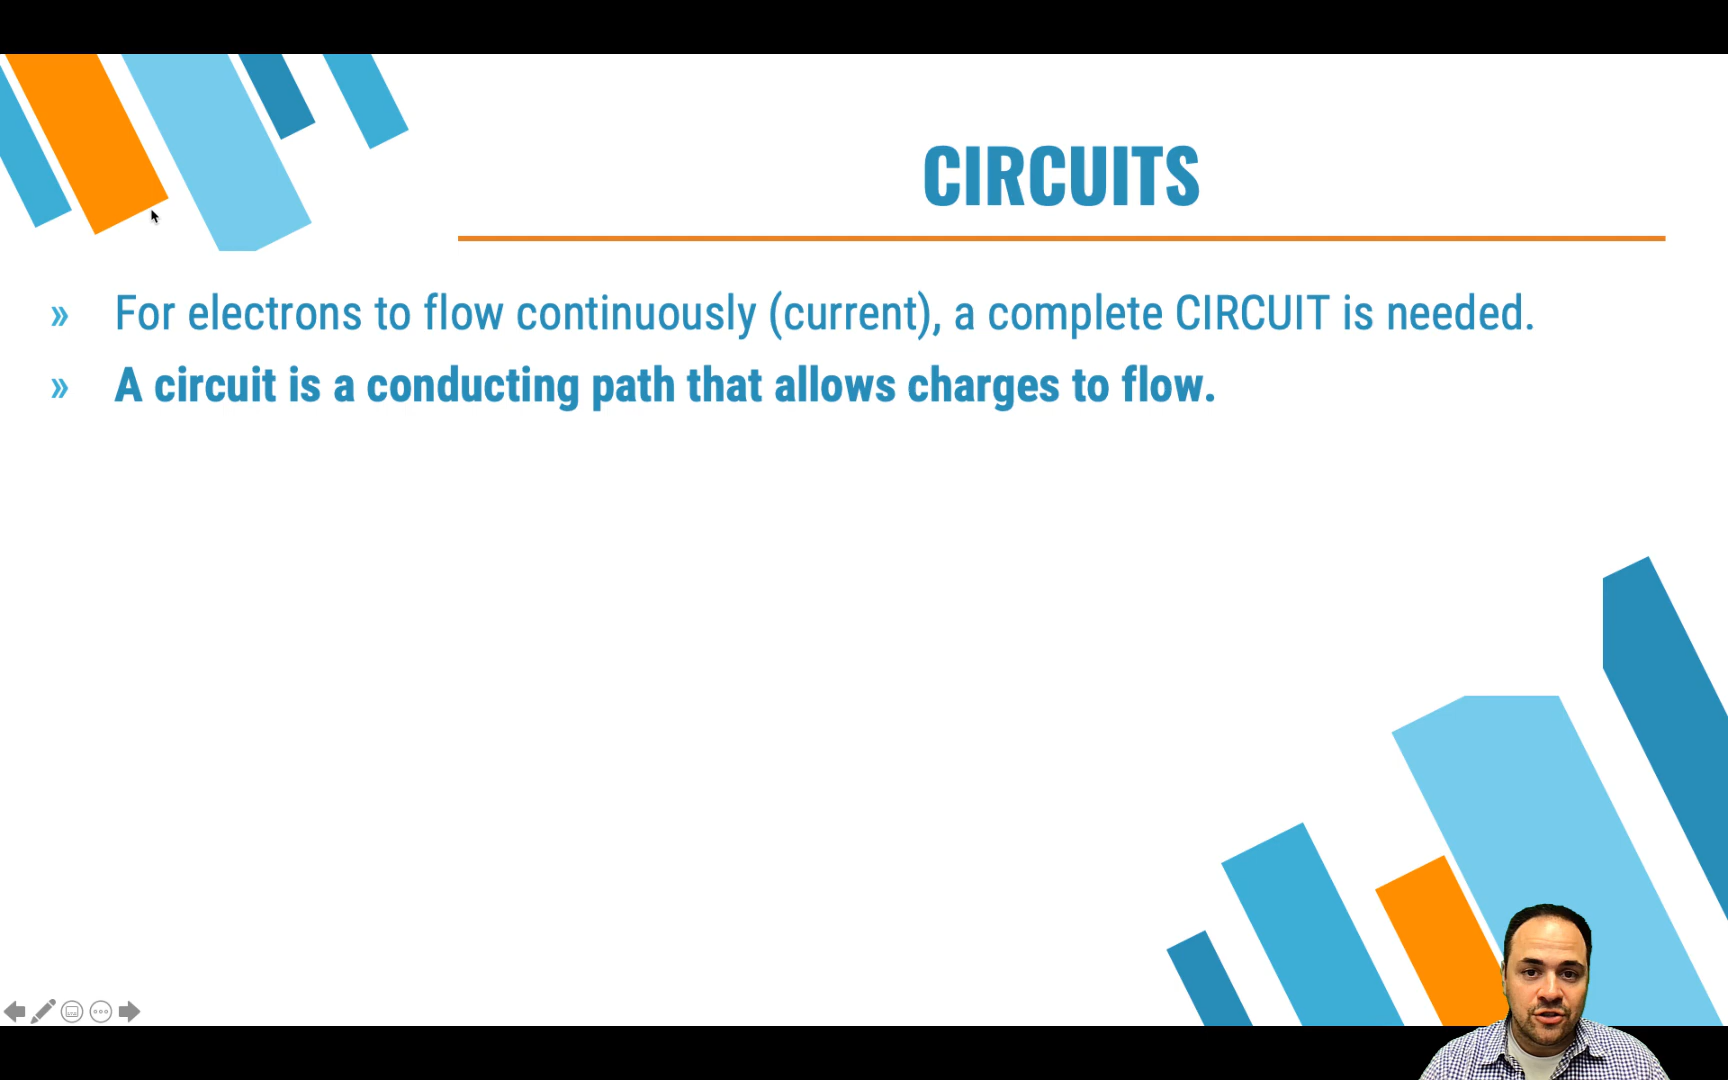 CIRCUITS
» For electrons to flow continuously (current), a complete CIRCUIT is needed.
» A circuit is a conducting path that allows charges to flow.